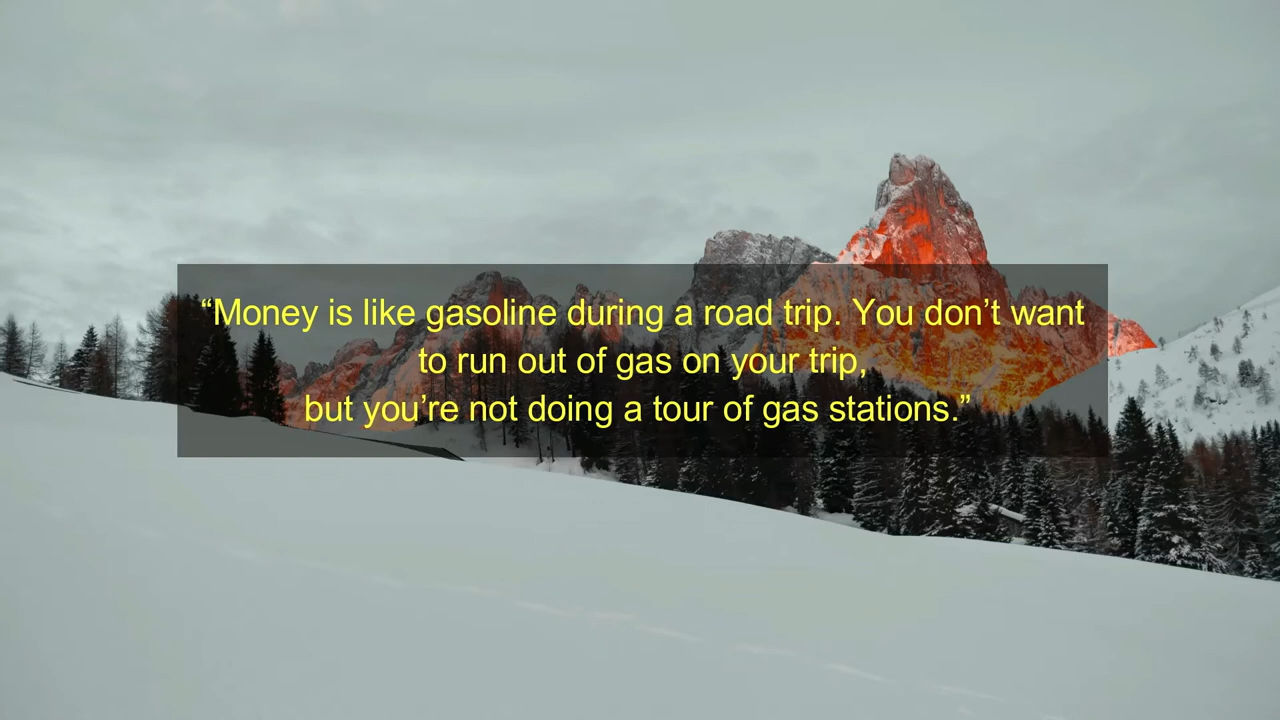 “Money is like gasoline during a road trip. You don’t want
to run out of gas on your trip,
but you’re not doing a tour of gas stations.”